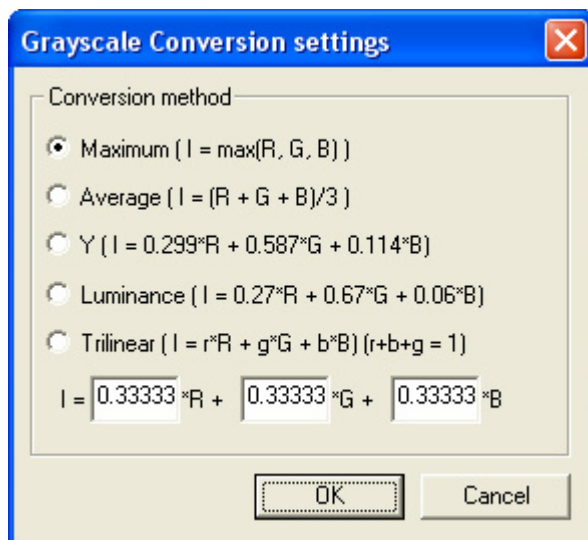 Grayscale Conversion settings
Conversion method
Maximum ( I = max(R, G, B) )
Average ( I = (R + G + B)/3 )
Y ( I = 0.299*R + 0.587*G + 0.114*B)
Luminance ( I = 0.27*R + 0.67*G + 0.06*B)
Trilinear ( I = r*R + g*G + b*B) (r+b+g = 1)
I = 0.33333 *R + 0.33333 *G + 0.33333 *B
OK Cancel